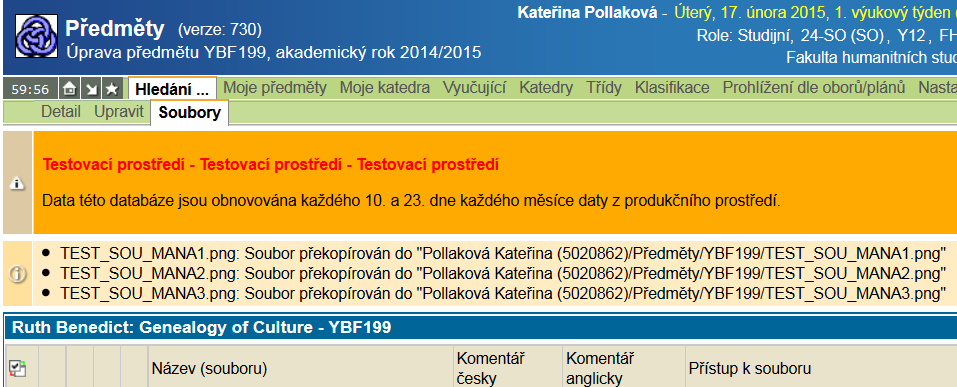 Kateřina Pollaková - Úterý, 17. února 2015, 1. výukový týden (
Předměty (verze: 730)
Role: Studijní, 24-SO (SO), Y12, FH
Úprava předmětu YBF199, akademický rok 2014/2015
Fakulta humanitních stud
59:56 Hledání ... Moje předměty Moje katedra Vyučující Katedry Třídy Klasifikace Prohlížení dle oborů/plánů Nasta
Detail Upravit Soubory
Testovací prostředí - Testovací prostředí - Testovací prostředí
Data této databáze jsou obnovována každého 10. a 23. dne každého měsíce daty z produkčního prostředí.
TEST_SOU_MANA1.png: Soubor překopírován do "Pollaková Kateřina (5020862)/Předměty/YBF199/TEST_SOU_MANA1.png"
TEST_SOU_MANA2.png: Soubor překopírován do "Pollaková Kateřina (5020862)/Předměty/YBF199/TEST_SOU_MANA2.png"
TEST_SOU_MANA3.png: Soubor překopírován do "Pollaková Kateřina (5020862)/Předměty/YBF199/TEST_SOU_MANA3.png"
Ruth Benedict: Genealogy of Culture - YBF199
Název (souboru)
Komentář
česky
Komentář
anglicky
Přístup k souboru